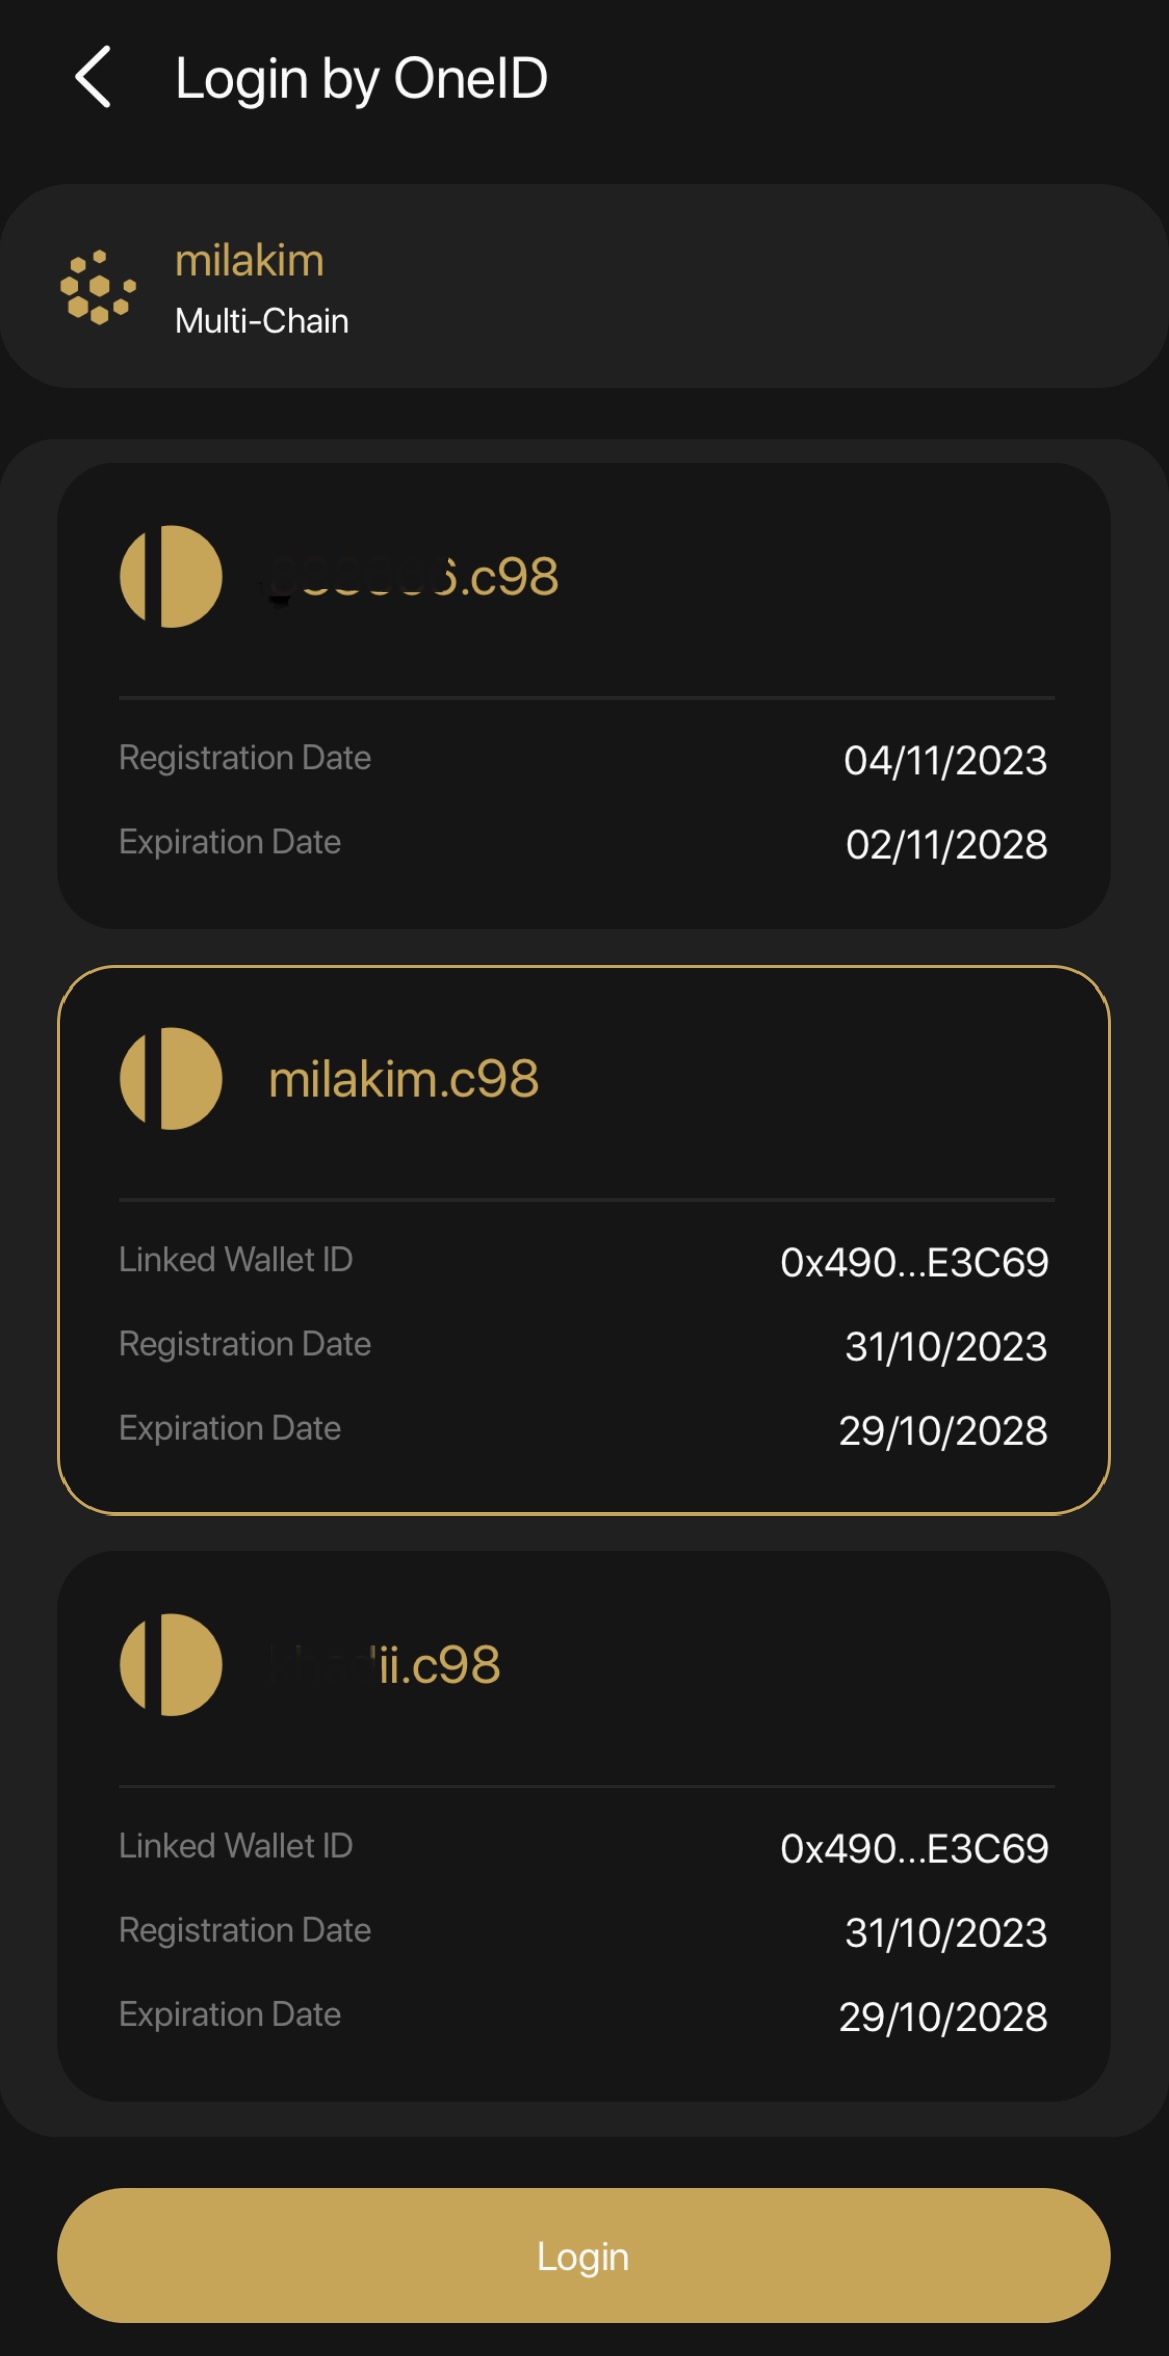 Login by OneID
milakim
Multi-Chain
.c98
Registration Date 04/11/2023
Expiration Date 02/11/2028
milakim.c98
Linked Wallet ID 0x490...E3C69
Registration Date 31/10/2023
Expiration Date 29/10/2028
ii.c98
Linked Wallet ID 0x490...E3C69
Registration Date 31/10/2023
Expiration Date 29/10/2028
Login